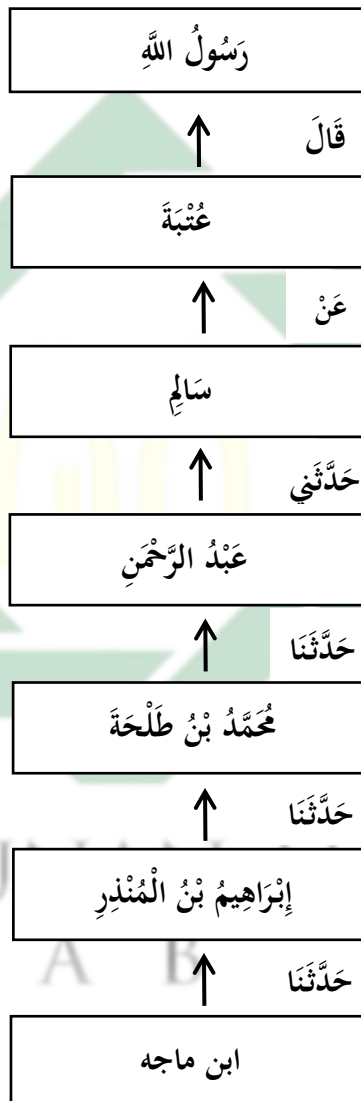 رَسُولُ اللَّهِ
قَالَ
عُتْبَةَ
عَنْ
سَالِمِ
حَدَّثَنِي
عَبْدُ الرَّحْمَنِ
حَدَّثَنَا
مُحَمَّدُ بْنُ طَلْحَةَ
حَدَّثَنَا
إِبْرَاهِيمُ بْنُ الْمُنْذِرِ
A B
حَدَّثَنَا
ابن ماجه